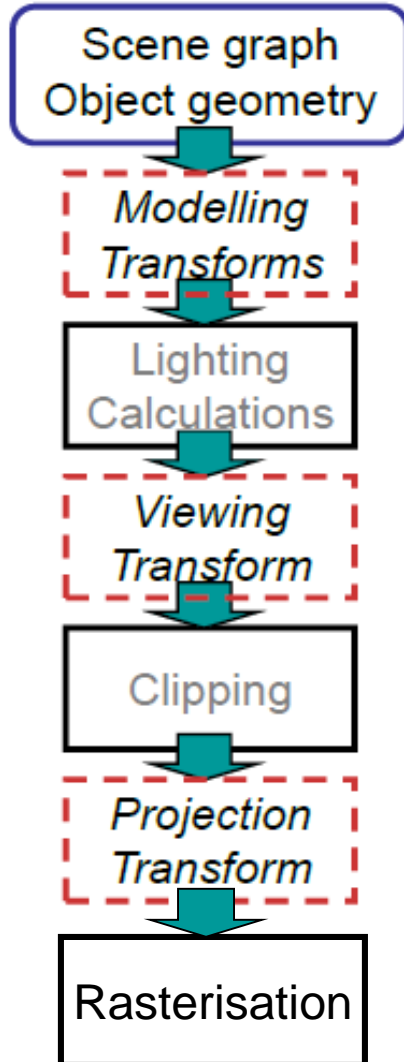 Scene graph
Object geometry
Modelling
Transforms
Lighting
Calculations
Viewing
Transform
Clipping
Projection
Transform
Rasterisation